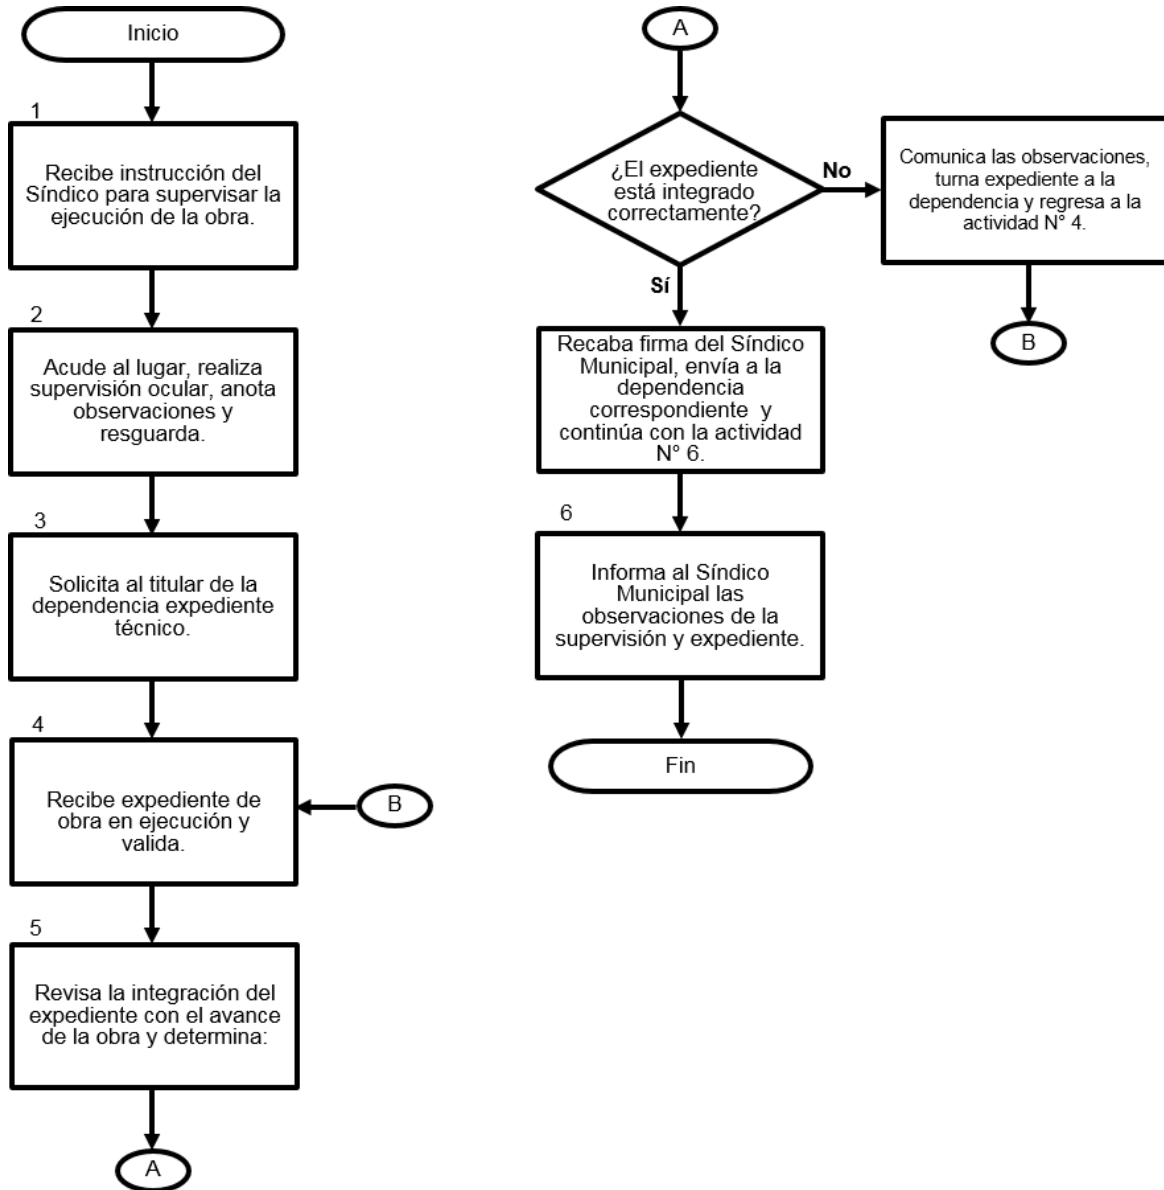 Inicio
1
Recibe instrucción del
Síndico para supervisar la
ejecución de la obra.
2
Acude al lugar, realiza
supervisión ocular, anota
observaciones y
resguarda.
3
Solicita al titular de la
dependencia expediente
técnico.
4
Recibe expediente de
obra en ejecución y
valida.
B
5
Revisa la integración del
expediente con el avance
de la obra y determina:
A
A
¿El expediente
está integrado
correctamente?
No
Comunica las observaciones,
turna expediente a la
dependencia y regresa a la
actividad N° 4.
B
Sí
Recaba firma del Síndico
Municipal, envía a la
dependencia
correspondiente y
continúa con la actividad
N° 6.
6
Informa al Síndico
Municipal las
observaciones de la
supervisión y expediente.
Fin